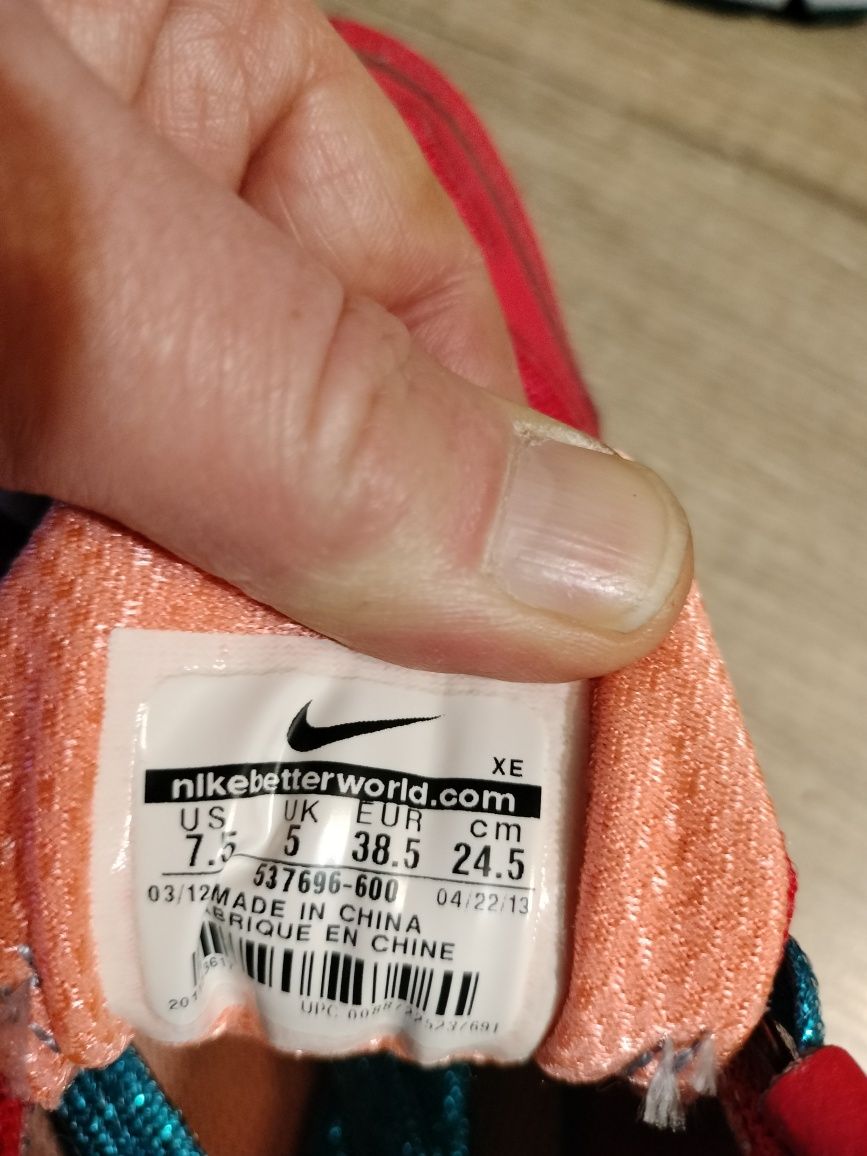 XE
nikebetterworld.com
US UK EUR cm
7.5 5 38.5 24.5
537696-600
03/12 04/22/13
MADE IN CHINA
BRIQUE EN CHINE
UPC